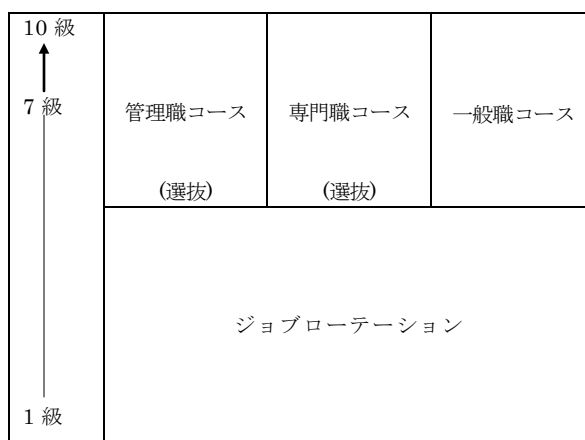 10 級
7 級
管理職コース
専門職コース
一般職コース
(選抜)
(選抜)
ジョブローテーション
1 級